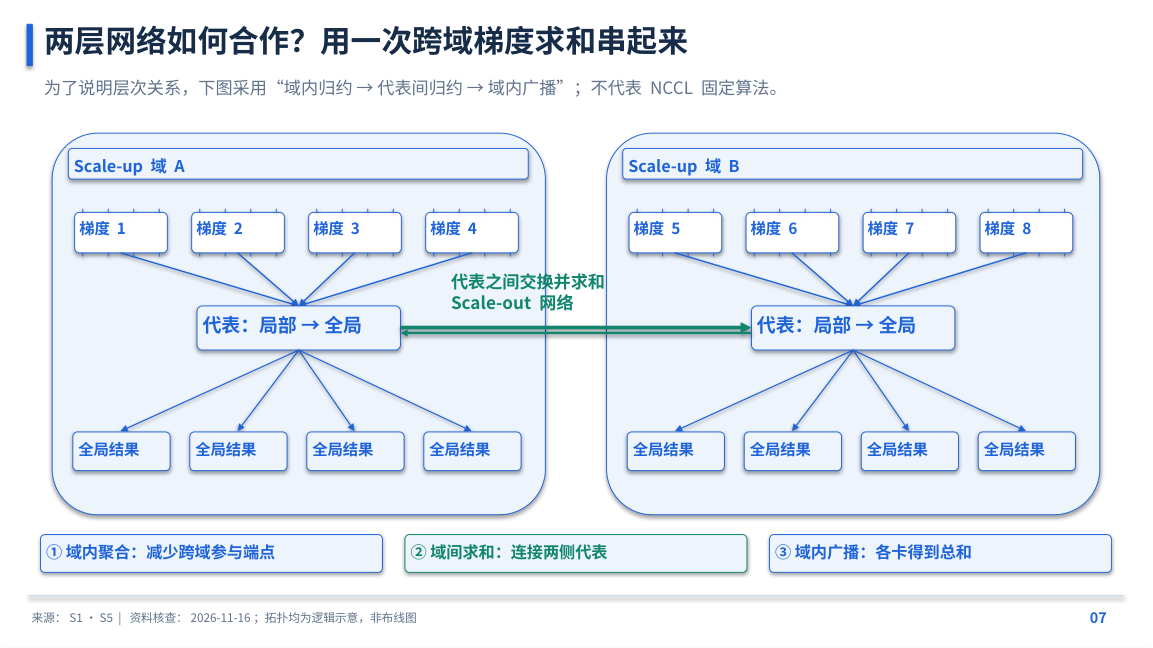 两层网络如何合作？用一次跨域梯度求和串起来
为了说明层次关系，下图采用“域内归约 → 代表间归约 → 域内广播”；不代表 NCCL 固定算法。
Scale-up 域 A
Scale-up 域 B
梯度 1
梯度 2
梯度 3
梯度 4
梯度 5
梯度 6
梯度 7
梯度 8
代表之间交换并求和
Scale-out 网络
代表：局部 → 全局
代表：局部 → 全局
全局结果
全局结果
全局结果
全局结果
全局结果
全局结果
全局结果
全局结果
① 域内聚合：减少跨域参与端点
② 域间求和：连接两侧代表
③ 域内广播：各卡得到总和
来源： S1 · S5 | 资料核查： 2026-11-16；拓扑均为逻辑示意，非布线图
07